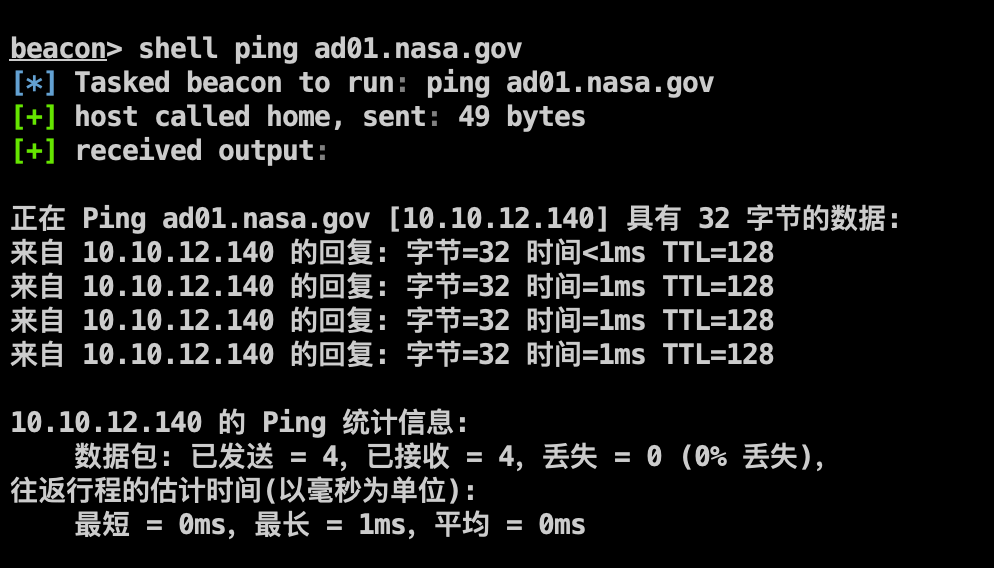 beacon> shell ping ad01.nasa.gov
[*] Tasked beacon to run: ping ad01.nasa.gov
[+] host called home, sent: 49 bytes
[+] received output:
正在 Ping ad01.nasa.gov [10.10.12.140] 具有 32 字节的数据:
来自 10.10.12.140 的回复: 字节=32 时间<1ms TTL=128
来自 10.10.12.140 的回复: 字节=32 时间=1ms TTL=128
来自 10.10.12.140 的回复: 字节=32 时间=1ms TTL=128
来自 10.10.12.140 的回复: 字节=32 时间=1ms TTL=128
10.10.12.140 的 Ping 统计信息:
数据包: 已发送 = 4，已接收 = 4，丢失 = 0 (0% 丢失)，
往返行程的估计时间(以毫秒为单位):
最短 = 0ms，最长 = 1ms，平均 = 0ms